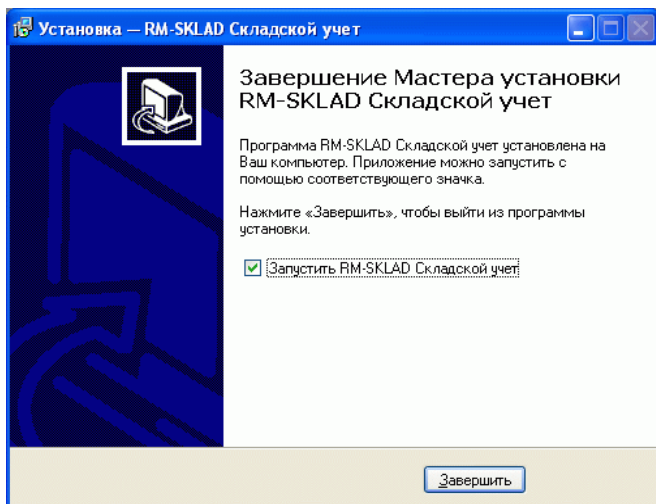 Установка — RM-SKLAD Складской учет
Завершение Мастера установки
RM-SKLAD Складской учет
Программа RM-SKLAD Складской учет установлена на
Ваш компьютер. Приложение можно запустить с
помощью соответствующего значка.
Нажмите «Завершить», чтобы выйти из программы
установки.
Запустить RM-SKLAD Складской учет
Завершить